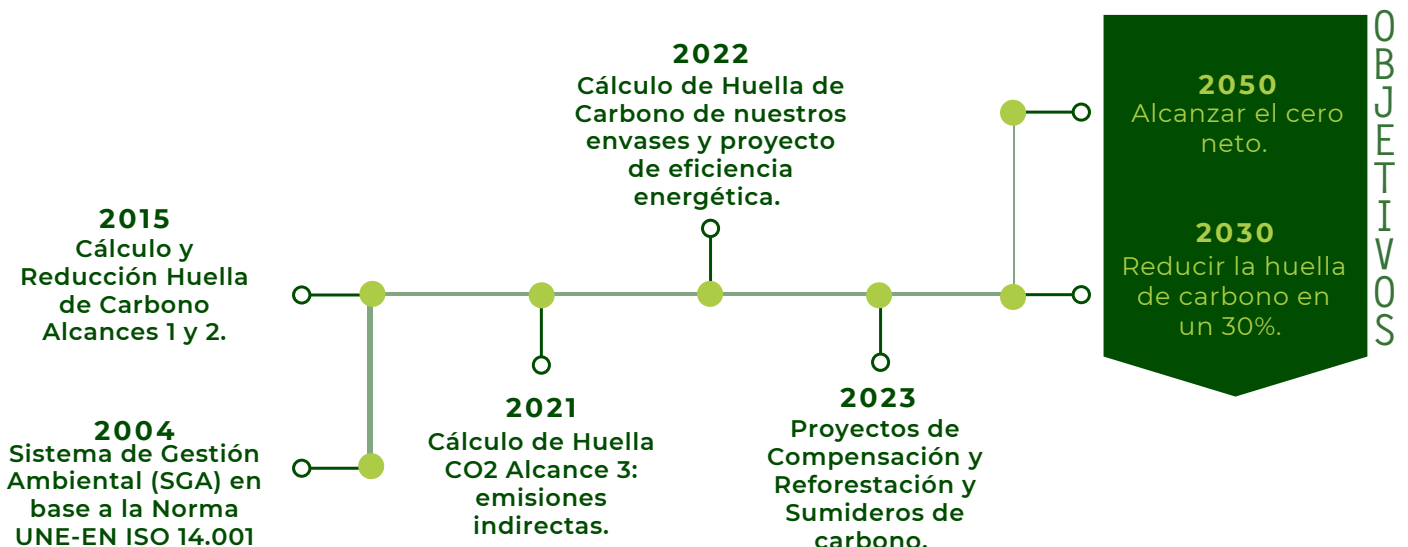 2004
Sistema de Gestión
Ambiental (SGA) en
base a la Norma
UNE-EN ISO 14.001
2015
Cálculo y
Reducción Huella
de Carbono
Alcances 1 y 2.
2021
Cálculo de Huella
CO2 Alcance 3:
emisiones
indirectas.
2022
Cálculo de Huella de
Carbono de nuestros
envases y proyecto
de eficiencia
energética.
2023
Proyectos de
Compensación y
Reforestación y
Sumideros de
carbono.
2050
Alcanzar el cero
neto.
2030
Reducir la huella
de carbono en
un 30%.
OBJETIVOS